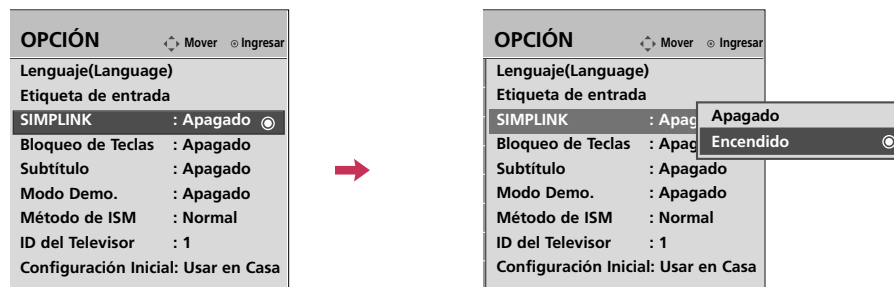 OPCIÓN Mover Ingresar
Lenguaje(Language)
Etiqueta de entrada
SIMPLINK : Apagado
Bloqueo de Teclas : Apagado
Subtítulo : Apagado
Modo Demo. : Apagado
Método de ISM : Normal
ID del Televisor : 1
Configuración Inicial: Usar en Casa
OPCIÓN Mover Ingresar
Lenguaje(Language)
Etiqueta de entrada
SIMPLINK : Apag
Bloqueo de Teclas : Apag
Subtítulo : Apagado
Modo Demo. : Apagado
Método de ISM : Normal
ID del Televisor : 1
Configuración Inicial: Usar en Casa
Apagado
Encendido